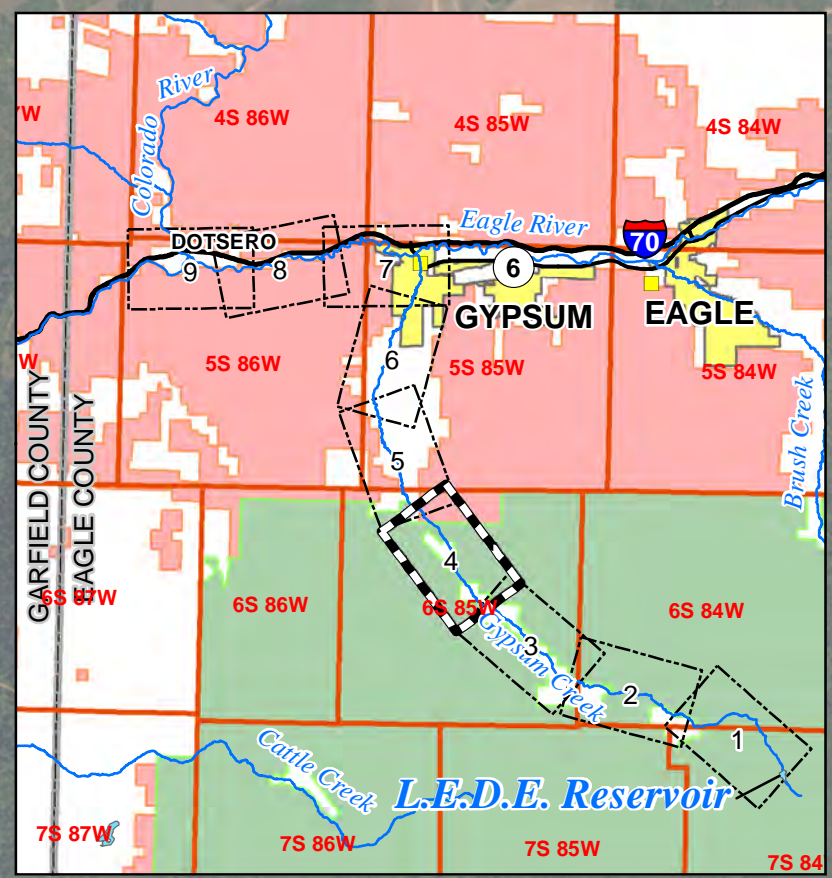 River
Colorado
/W
4S 86W
4S 85W
4S 84W
Eagle River
70
DOTSERO
9
8
7
6
GYPSUM
EAGLE
6
W
5S 86W
5S 85W
5S 84W
GARFIELD COUNTY
EAGLE COUNTY
5
Brush Creek
4
6S 87W
6S 86W
6S 85W
6S 84W
Gypsum Creek
3
2
1
Cattle Creek
L.E.D.E. Reservoir
7S 87W
7S 86W
7S 85W
7S 84